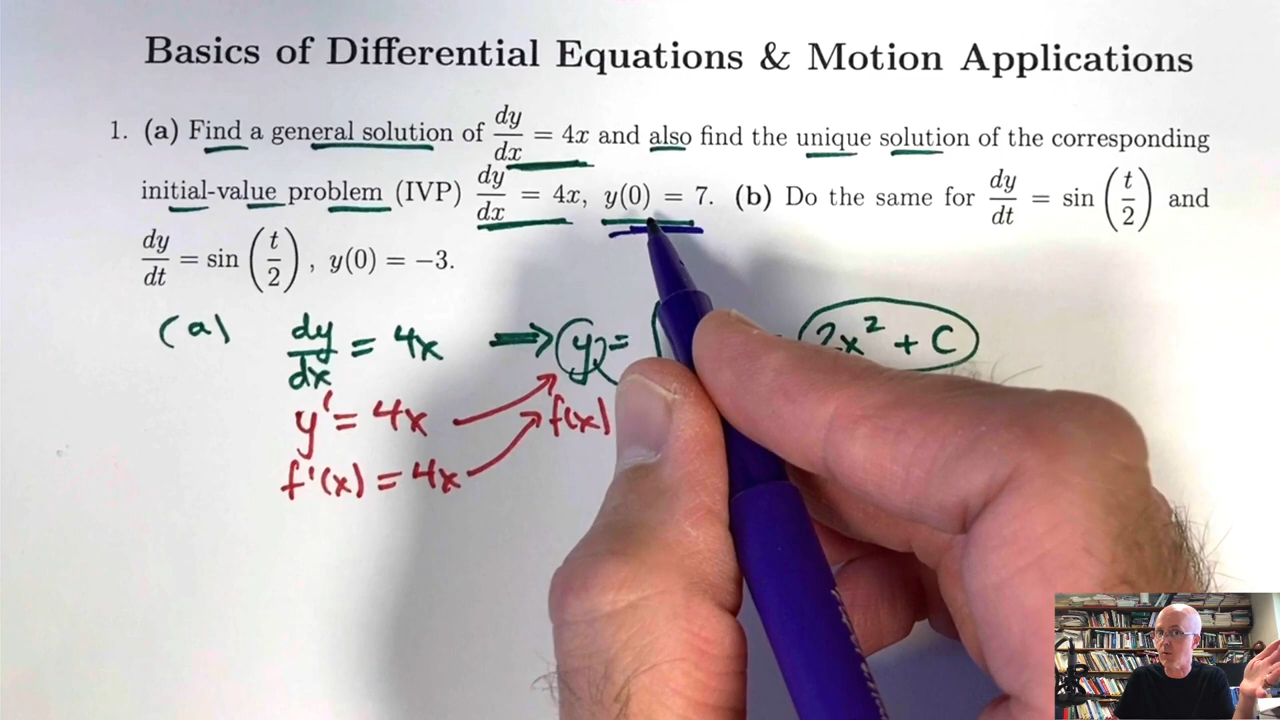 Basics of Differential Equations & Motion Applications
1. (a) Find a general solution of dy/dx = 4x and also find the unique solution of the corresponding
initial-value problem (IVP) dy/dx = 4x, y(0) = 7. (b) Do the same for dy/dt = sin(t/2) and
dy/dt = sin(t/2), y(0) = −3.
(a) dy/dx = 4x ⟹ y = 2x² + C
y' = 4x
f(x)
f'(x) = 4x